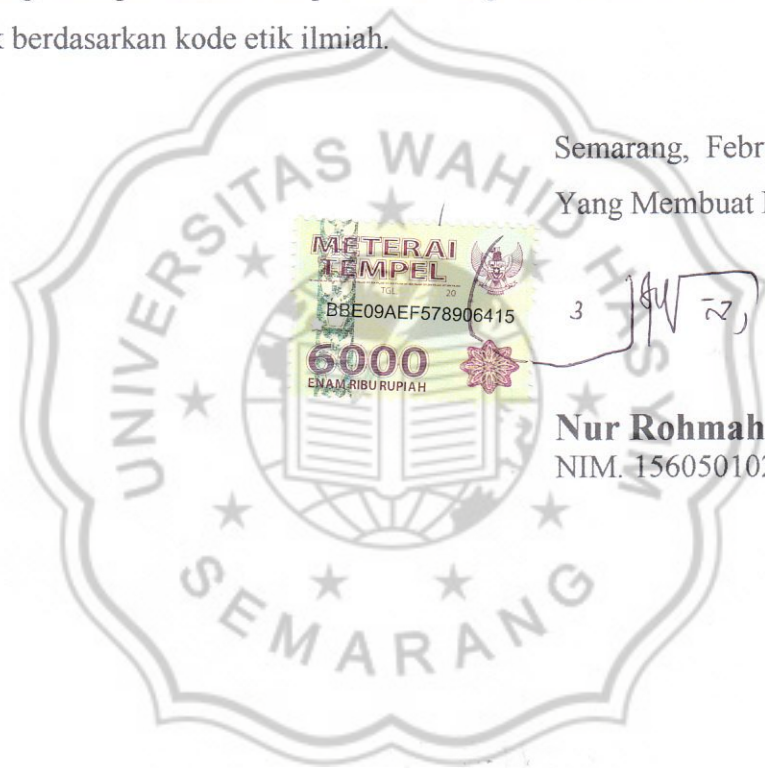 berdasarkan kode etik ilmiah.
Semarang, Febr
Yang Membuat
METERAI
TEMPEL
TGL 20
BBE09AEF578906415
6000
ENAM RIBU RUPIAH
3
Nur Rohmah
NIM. 156050102
UNIVERSITAS WAHID HASYIM
SEMARANG